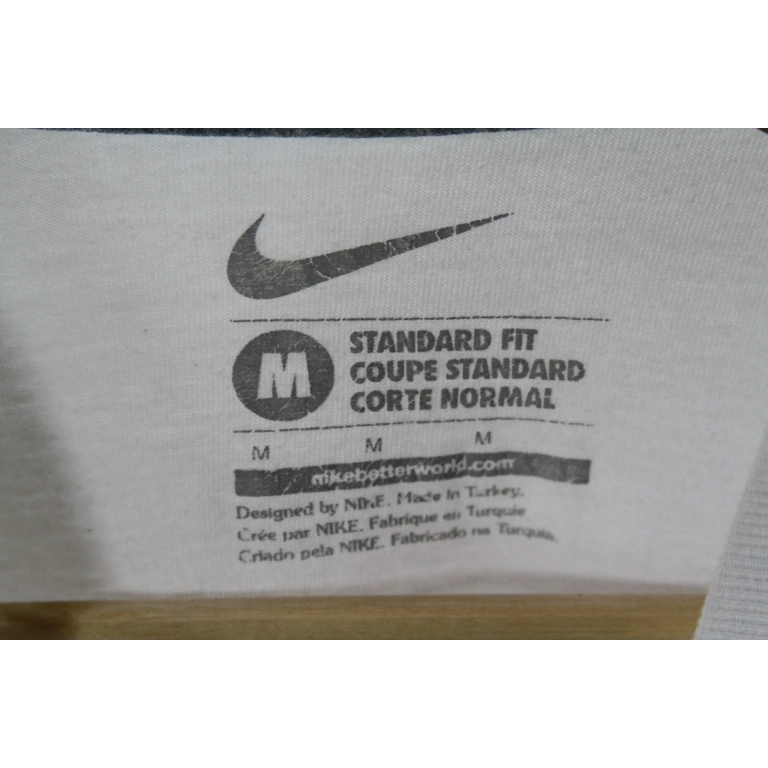 M
STANDARD FIT
COUPE STANDARD
CORTE NORMAL
M M M
nikebetterworld.com
Designed by NIKE. Made in Turkey.
Crée par NIKE. Fabrique en Turquie
Criado pela NIKE. Fabricado na Turquia.